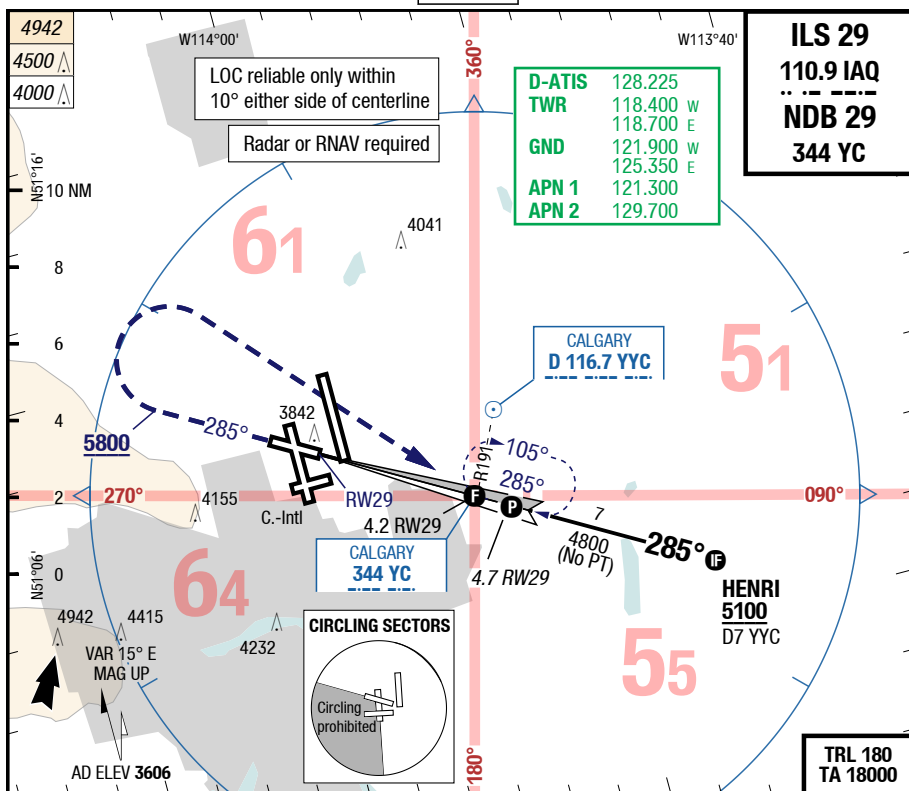 4942
4500
4000
W114°00'
W113°40'
360°
ILS 29
110.9 IAQ
NDB 29
344 YC
LOC reliable only within
10° either side of centerline
Radar or RNAV required
D-ATIS 128.225
TWR 118.400 W
118.700 E
GND 121.900 W
125.350 E
APN 1 121.300
APN 2 129.700
N51°16'
10 NM
8
6
4
2
0
61
4041
51
CALGARY
D 116.7 YYC
3842
5800
285°
R191
105°
285°
RW29
270°
090°
4155
C.-Intl
4.2 RW29
F
P
7
4800
(No PT)
285°
IF
4.7 RW29
CALGARY
344 YC
N51°06'
64
HENRI
5100
D7 YYC
55
4942
4415
4232
VAR 15° E
MAG UP
CIRCLING SECTORS
Circling
prohibited
AD ELEV 3606
180°
TRL 180
TA 18000